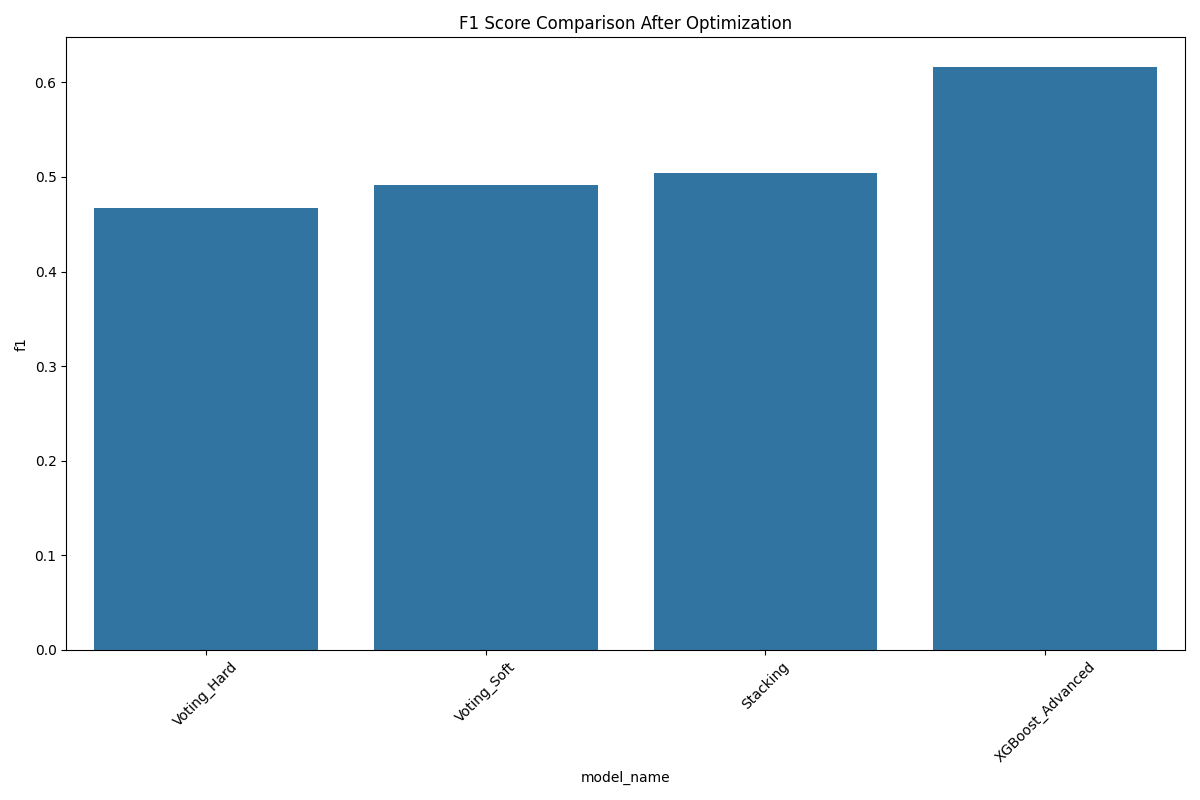 F1 Score Comparison After Optimization
f1
0.6
0.5
0.4
0.3
0.2
0.1
0.0
Voting_Hard
Voting_Soft
Stacking
XGBoost_Advanced
model_name